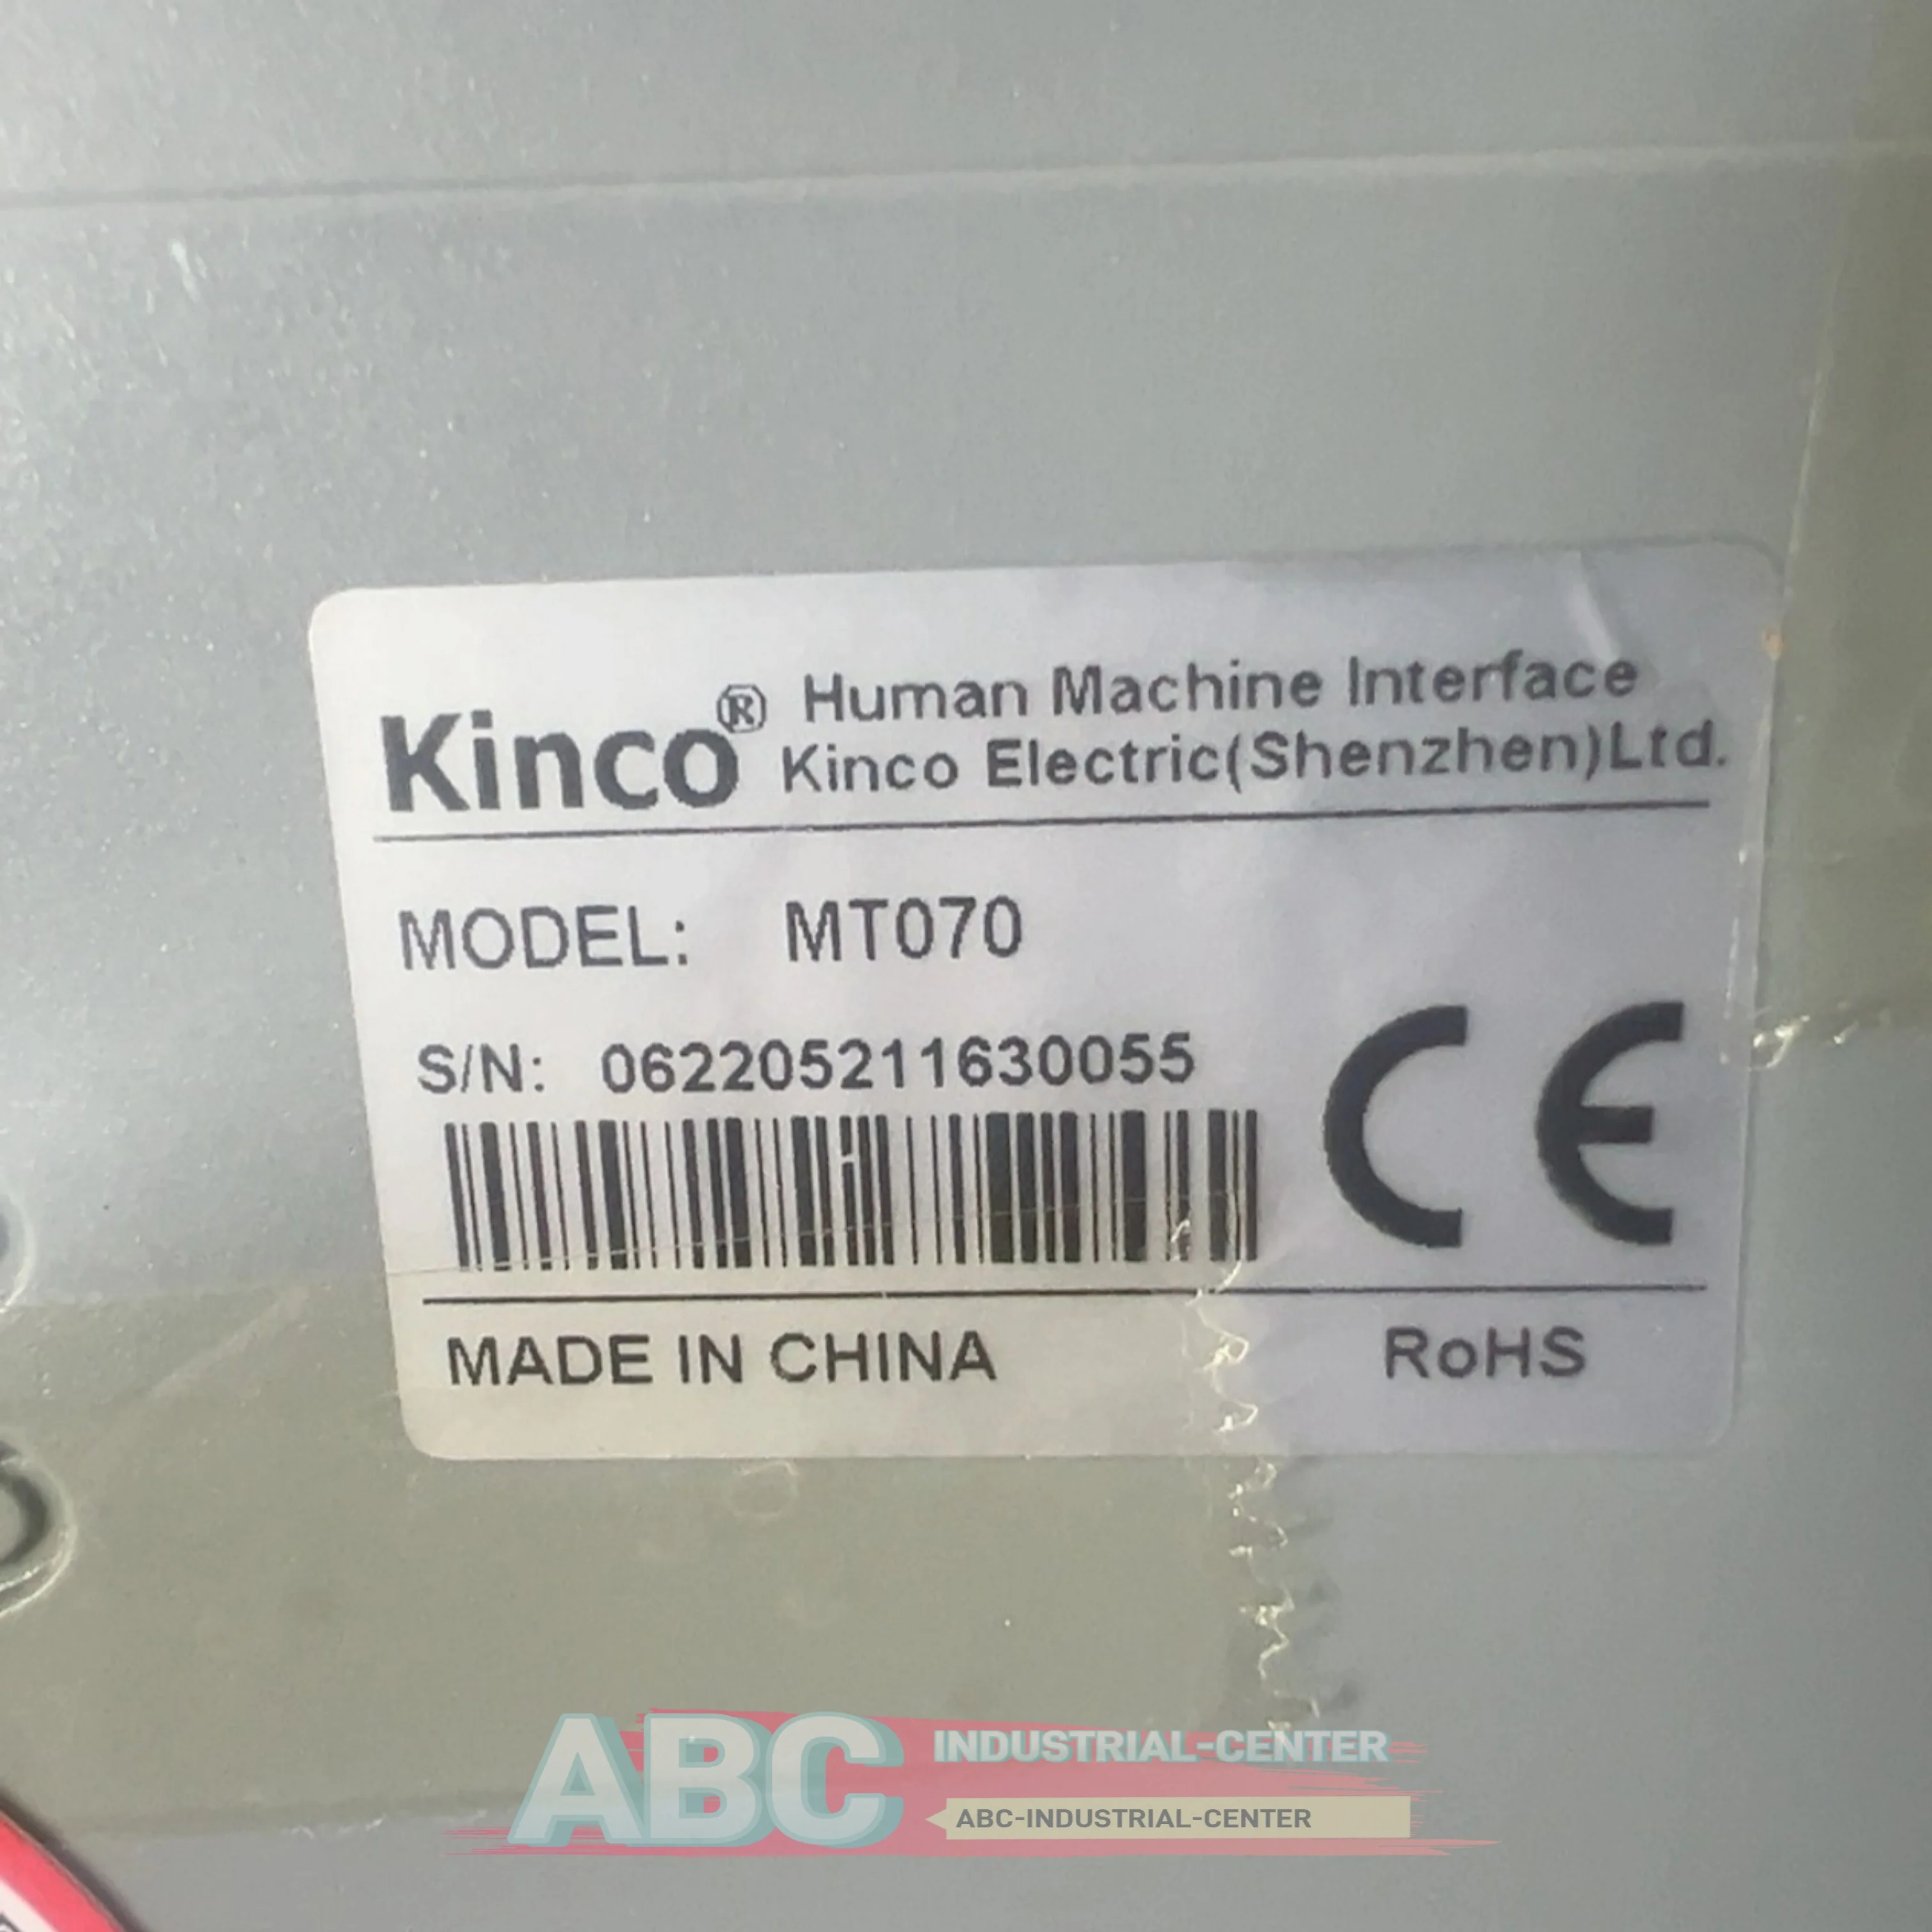 Kinco® Human Machine Interface
Kinco Electric(Shenzhen)Ltd.
MODEL: MT070
S/N: 062205211630055
CE
MADE IN CHINA RoHS
ABC INDUSTRIAL-CENTER
ABC-INDUSTRIAL-CENTER